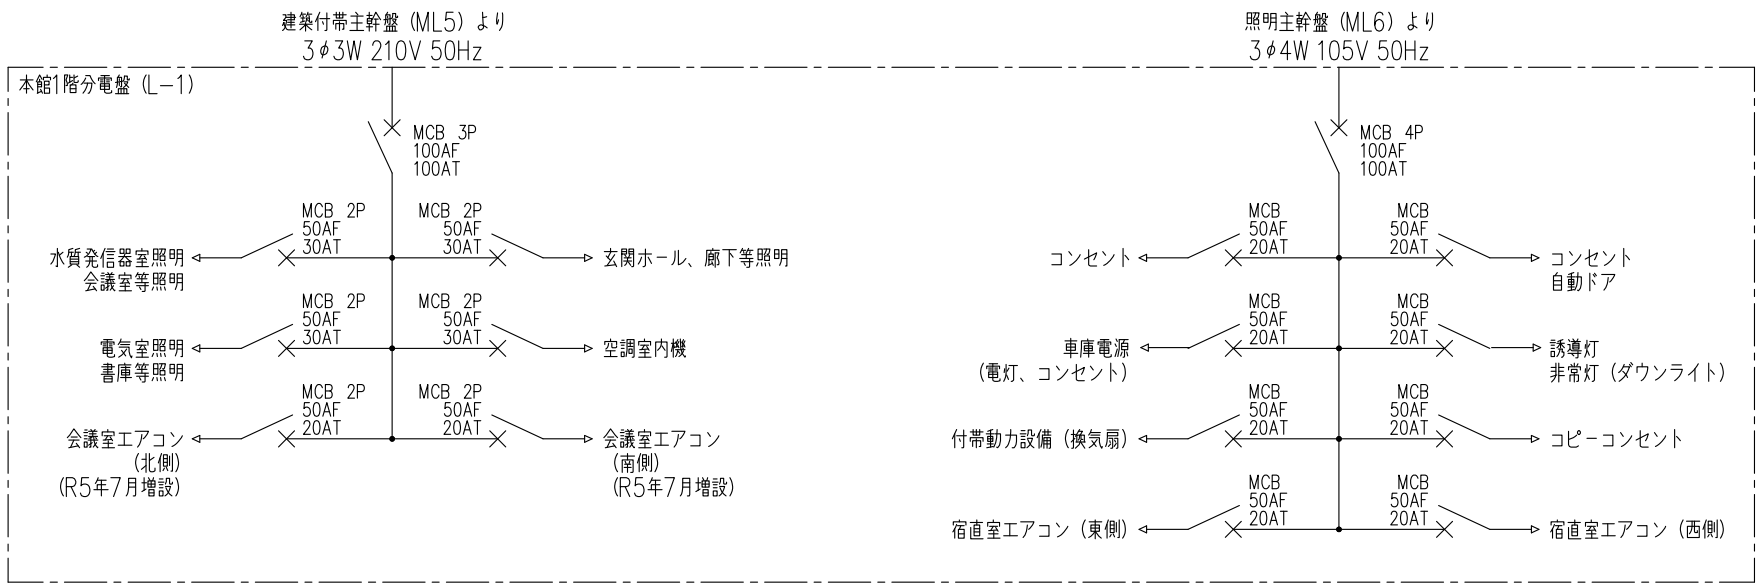 建築付帯主幹盤（ML5）より
3φ3W 210V 50Hz
照明主幹盤（ML6）より
3φ4W 105V 50Hz
本館1階分電盤（L－1）
MCB 3P
100AF
100AT
MCB 2P
50AF
30AT
水質発信器室照明
会議室等照明
MCB 2P
50AF
30AT
玄関ホール、廊下等照明
MCB 2P
50AF
30AT
電気室照明
書庫等照明
MCB 2P
50AF
30AT
空調室内機
MCB 2P
50AF
20AT
会議室エアコン
（北側）
（R5年7月増設）
MCB 2P
50AF
20AT
会議室エアコン
（南側）
（R5年7月増設）
MCB 4P
100AF
100AT
MCB
50AF
20AT
コンセント
MCB
50AF
20AT
コンセント
自動ドア
MCB
50AF
20AT
車庫電源
（電灯、コンセント）
MCB
50AF
20AT
誘導灯
非常灯（ダウンライト）
MCB
50AF
20AT
付帯動力設備（換気扇）
MCB
50AF
20AT
コピーコンセント
MCB
50AF
20AT
宿直室エアコン（東側）
MCB
50AF
20AT
宿直室エアコン（西側）